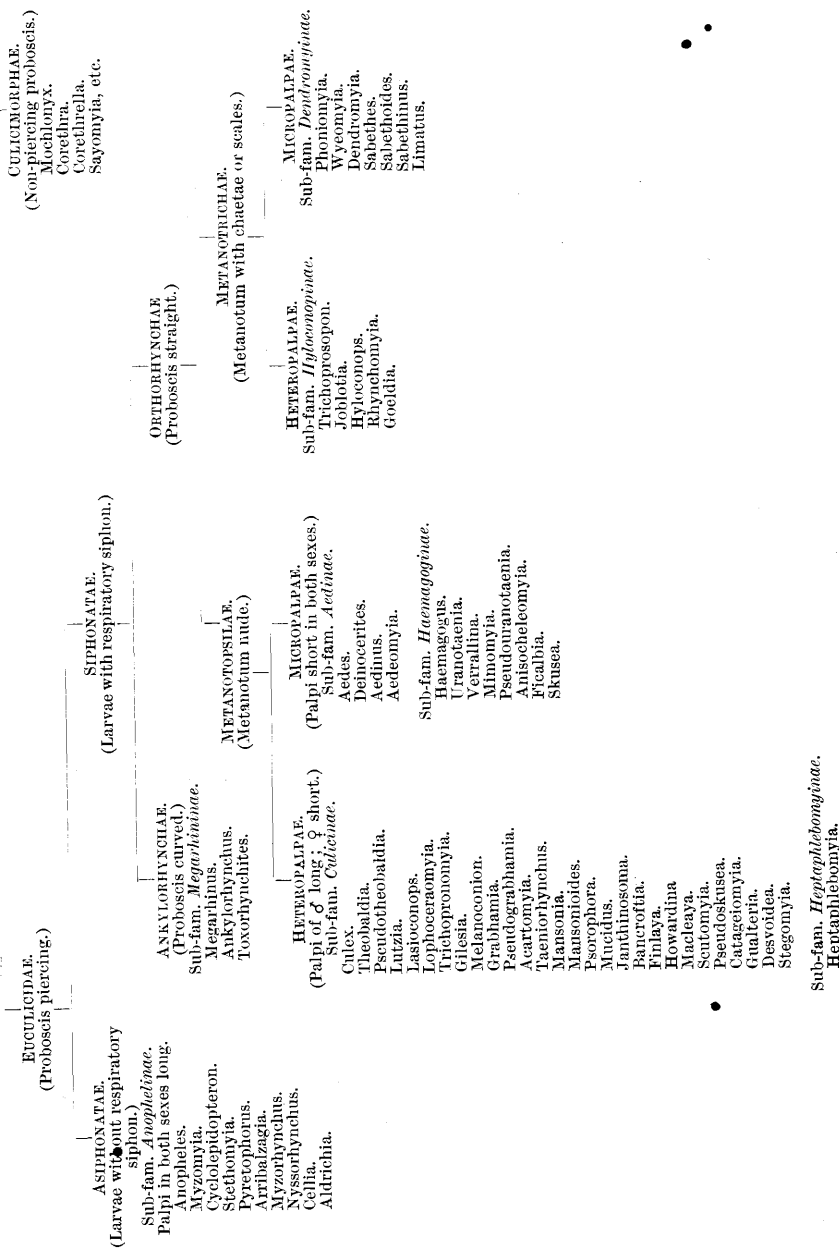 EUCULICIDAE.
(Proboscis piercing.)
CULICIMORPHAE.
(Non-piercing proboscis.)
Mochlonyx.
Corethra.
Corethrella.
Sayomyia, etc.
ASIPHONATAE.
(Larvae without respiratory
siphon.)
Sub-fam. Anophelinae.
Palpi in both sexes long.
Anopheles.
Myzomyia.
Cyclolepidopteron.
Stethomyia.
Pyretophorus.
Arribalzagia.
Myzorhynchus.
Nyssorhynchus.
Cellia.
Aldrichia.
SIPHONATAE.
(Larvae with respiratory siphon.)
ANKYLORHYNCHAE.
(Proboscis curved.)
Sub-fam. Megarhininae.
Megarhinus.
Ankylorhynchus.
Toxorhynchites.
ORTHORHYNCHAE
(Proboscis straight.)
METANOTOPSILAE.
(Metanotum nude.)
METANOTRICHAE.
(Metanotum with chaetae or scales.)
HETEROPALPAE.
(Palpi of ♂ long; ♀ short.)
Sub-fam. Culicinae.
Culex.
Theobaldia.
Pseudotheobaldia.
Lutzia.
Lasioconops.
Lophoceraomyia.
Trichopronomyia.
Gilesia.
Melanoconion.
Grabhamia.
Pseudograbhamia.
Acartomyia.
Taeniorhynchus.
Mansonia.
Mansonioides.
Psorophora.
Mucidus.
Janthinosoma.
Bancroftia.
Finlaya.
Howardina
Macleaya.
Scutomyia.
Pseudoskusea.
Catageiomyia.
Gualteria.
Desvoidea.
Stegomyia.
Sub-fam. Heptaphlebomyinae.
Heptaphlebomyia.
MICROPALPAE.
(Palpi short in both sexes.)
Sub-fam. Aedinae.
Aedes.
Deinocerites.
Aedinus.
Aedeomyia.
Sub-fam. Haemagoginae.
Haemagogus.
Uranotaenia.
Verrallina.
Mimomyia.
Pseudouranotaenia.
Anisocheleomyia.
Ficalbia.
Skusea.
HETEROPALPAE.
Sub-fam. Hyloconopinae.
Trichoprosopon.
Joblotia.
Hyloconops.
Rhynchomyia.
Goeldia.
MICROPALPAE.
Sub-fam. Dendromyinae.
Phoniomyia.
Wyeomyia.
Dendromyia.
Sabethes.
Sabethoides.
Sabethinus.
Limatus.